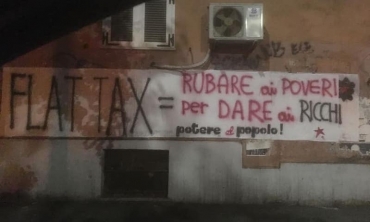 FLAT TAX = RUBARE ai POVERI
per DARE ai RICCHI
potere al popolo!